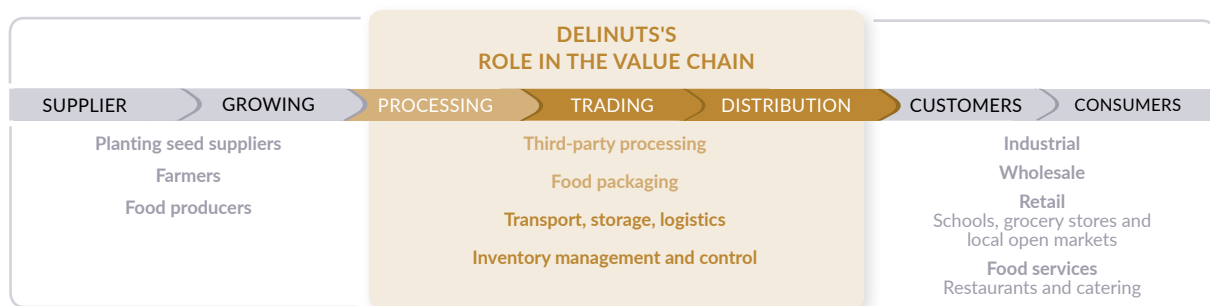 DELINUTS'S
ROLE IN THE VALUE CHAIN
SUPPLIER
GROWING
PROCESSING
TRADING
DISTRIBUTION
CUSTOMERS
CONSUMERS
Planting seed suppliers
Farmers
Food producers
Third-party processing
Food packaging
Transport, storage, logistics
Inventory management and control
Industrial
Wholesale
Retail
Schools, grocery stores and
local open markets
Food services
Restaurants and catering